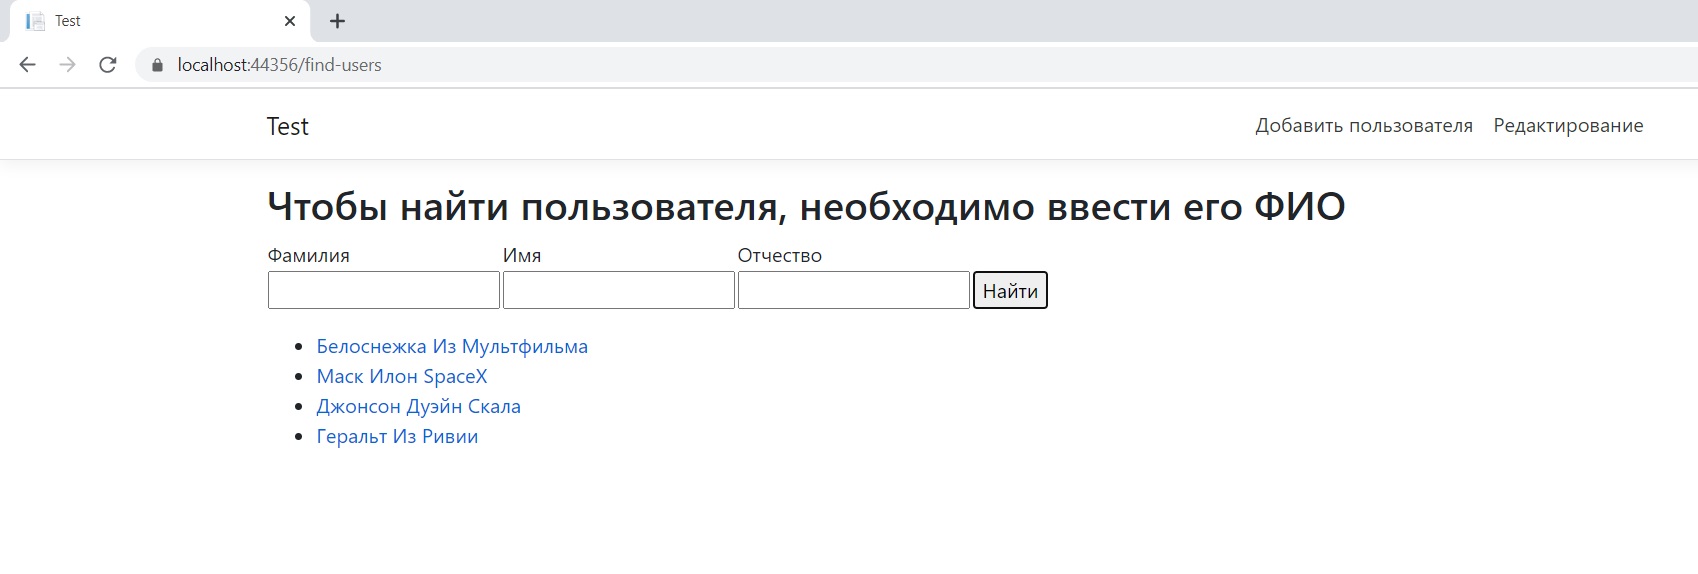 Test
localhost:44356/find-users
Test Добавить пользователя Редактирование
Чтобы найти пользователя, необходимо ввести его ФИО
Фамилия Имя Отчество
Найти
Белоснежка Из Мультфильма
Маск Илон SpaceX
Джонсон Дуэйн Скала
Геральт Из Ривии